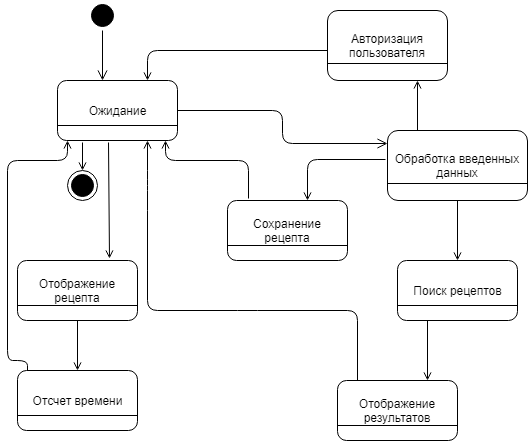 Авторизация
пользователя
Ожидание
Обработка введенных
данных
Сохранение
рецепта
Отображение
рецепта
Поиск рецептов
Отсчет времени
Отображение
результатов